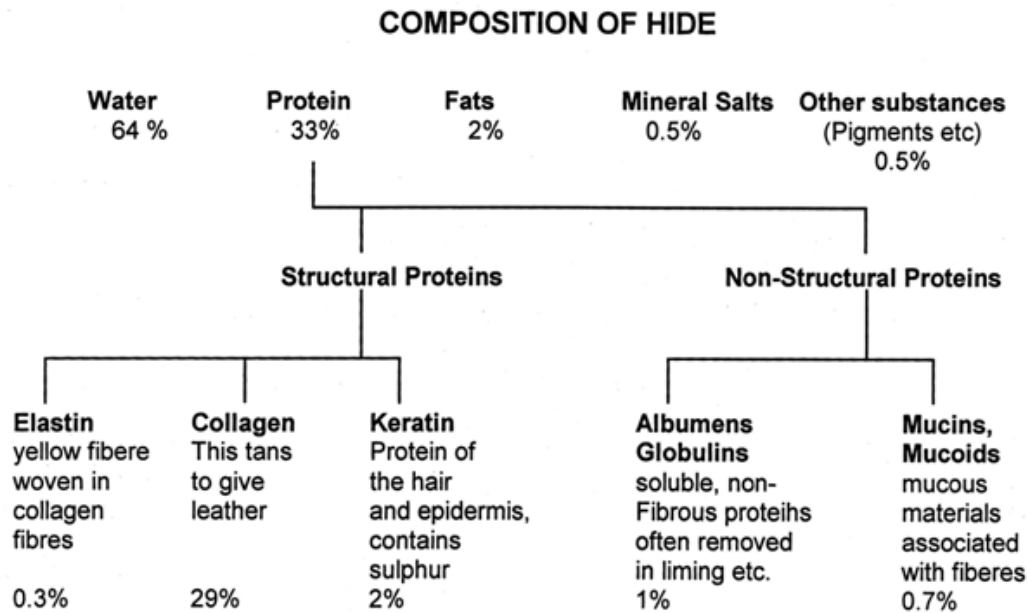 COMPOSITION OF HIDE
Water Protein Fats Mineral Salts Other substances
64 % 33% 2% 0.5% (Pigments etc)
0.5%
Structural Proteins Non-Structural Proteins
Elastin
yellow fibere
woven in
collagen
fibres
0.3%
Collagen
This tans
to give
leather
29%
Keratin
Protein of
the hair
and epidermis,
contains
sulphur
2%
Albumens
Globulins
soluble, non-
Fibrous proteihs
often removed
in liming etc.
1%
Mucins,
Mucoids
mucous
materials
associated
with fiberes
0.7%